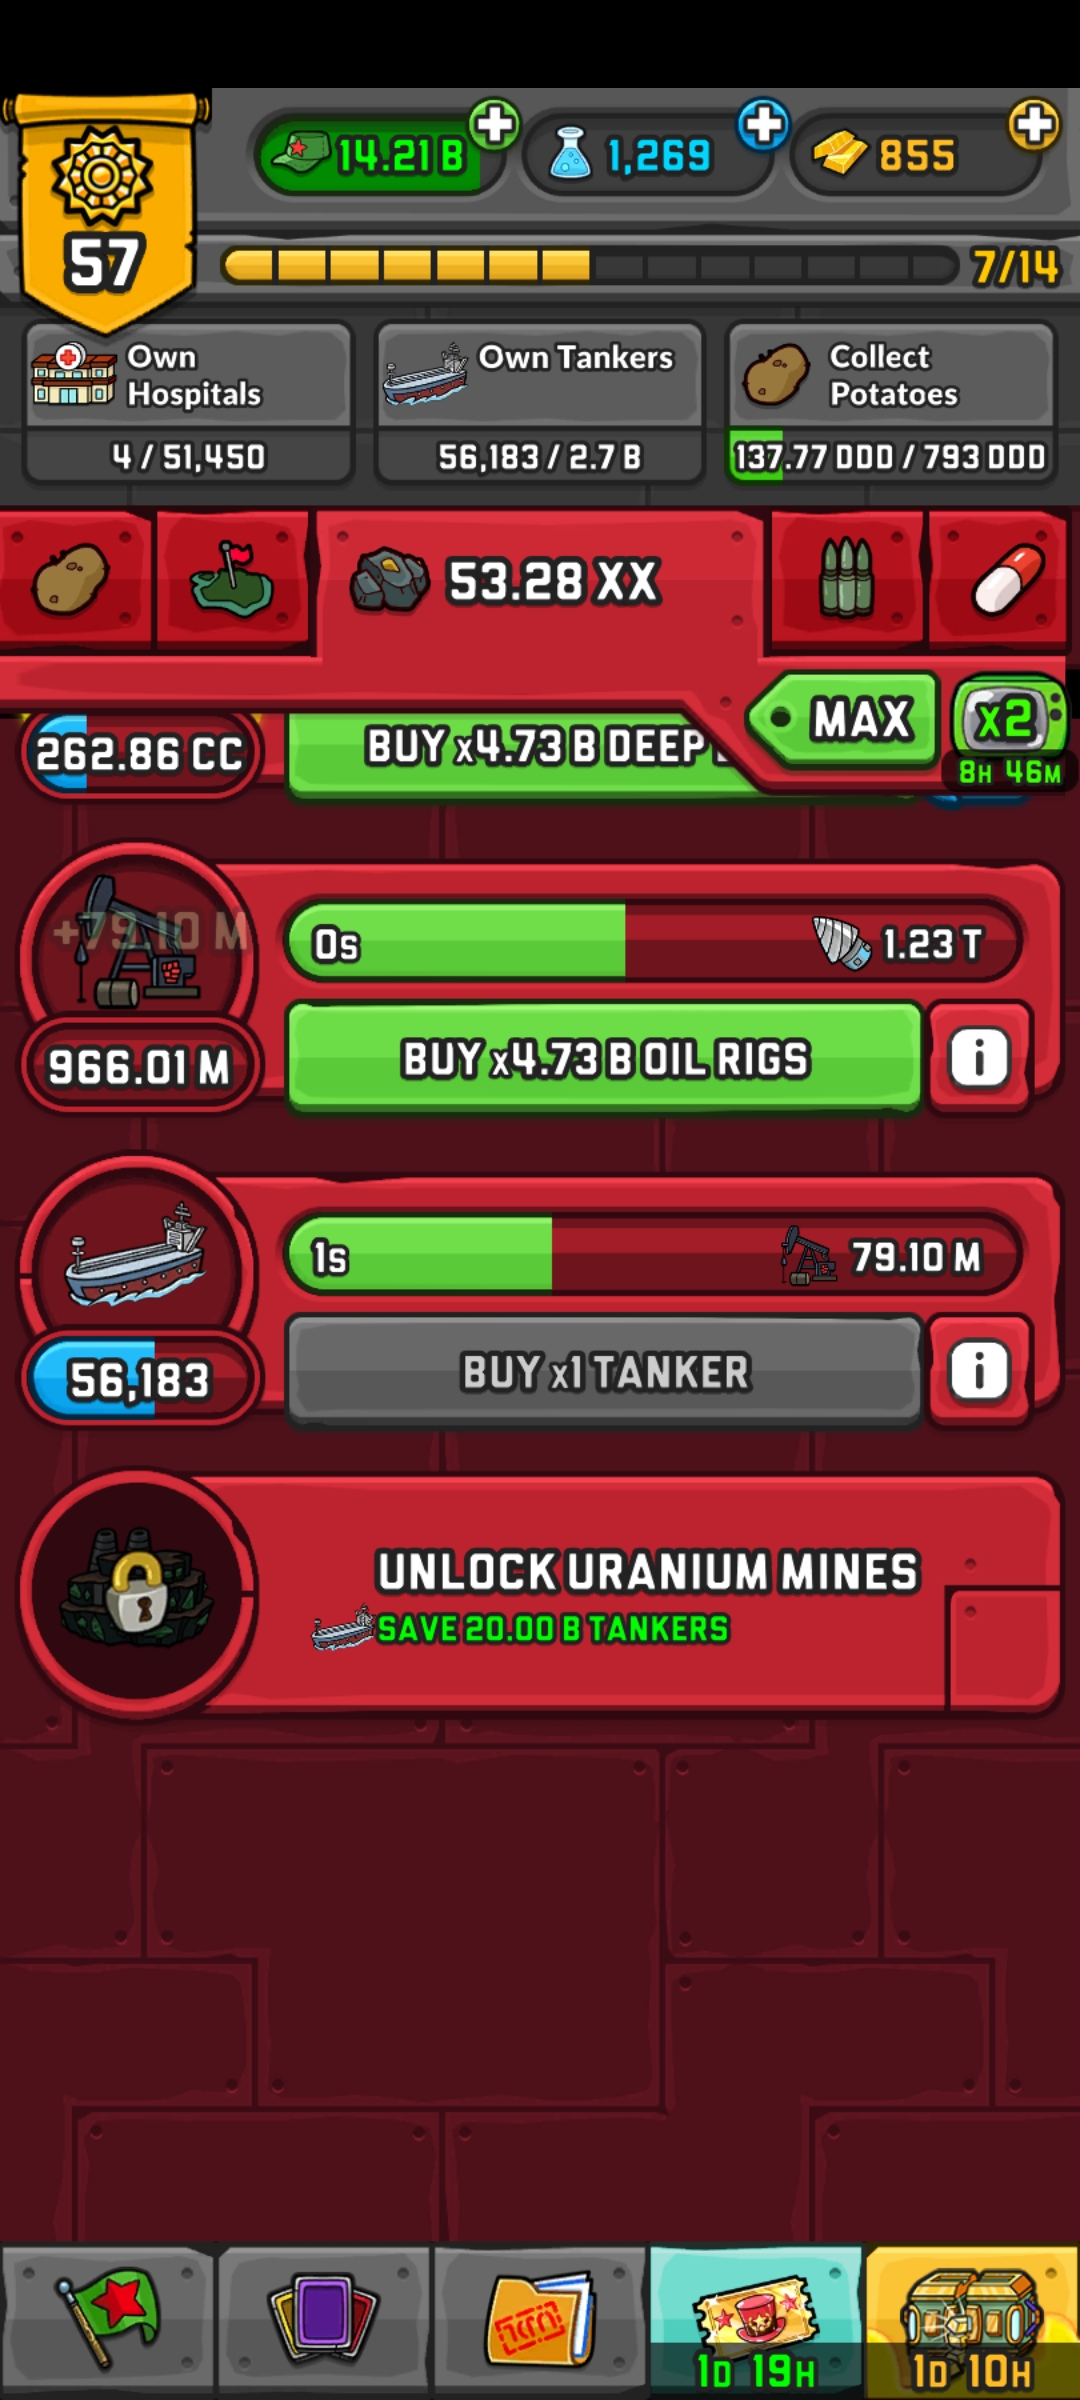 14.21 B
1,269
855
57
7/14
Own
Hospitals
4 / 51,450
Own Tankers
56,183 / 2.7 B
Collect
Potatoes
137.77 DDD / 793 DDD
53.28 XX
MAX
X2
8H 46M
262.86 CC
BUY x4.73 B DEEP
+79.10 M
0s
1.23 T
966.01 M
BUY x4.73 B OIL RIGS
i
1s
79.10 M
56,183
BUY x1 TANKER
i
UNLOCK URANIUM MINES
SAVE 20.00 B TANKERS
1D 19H
1D 10H